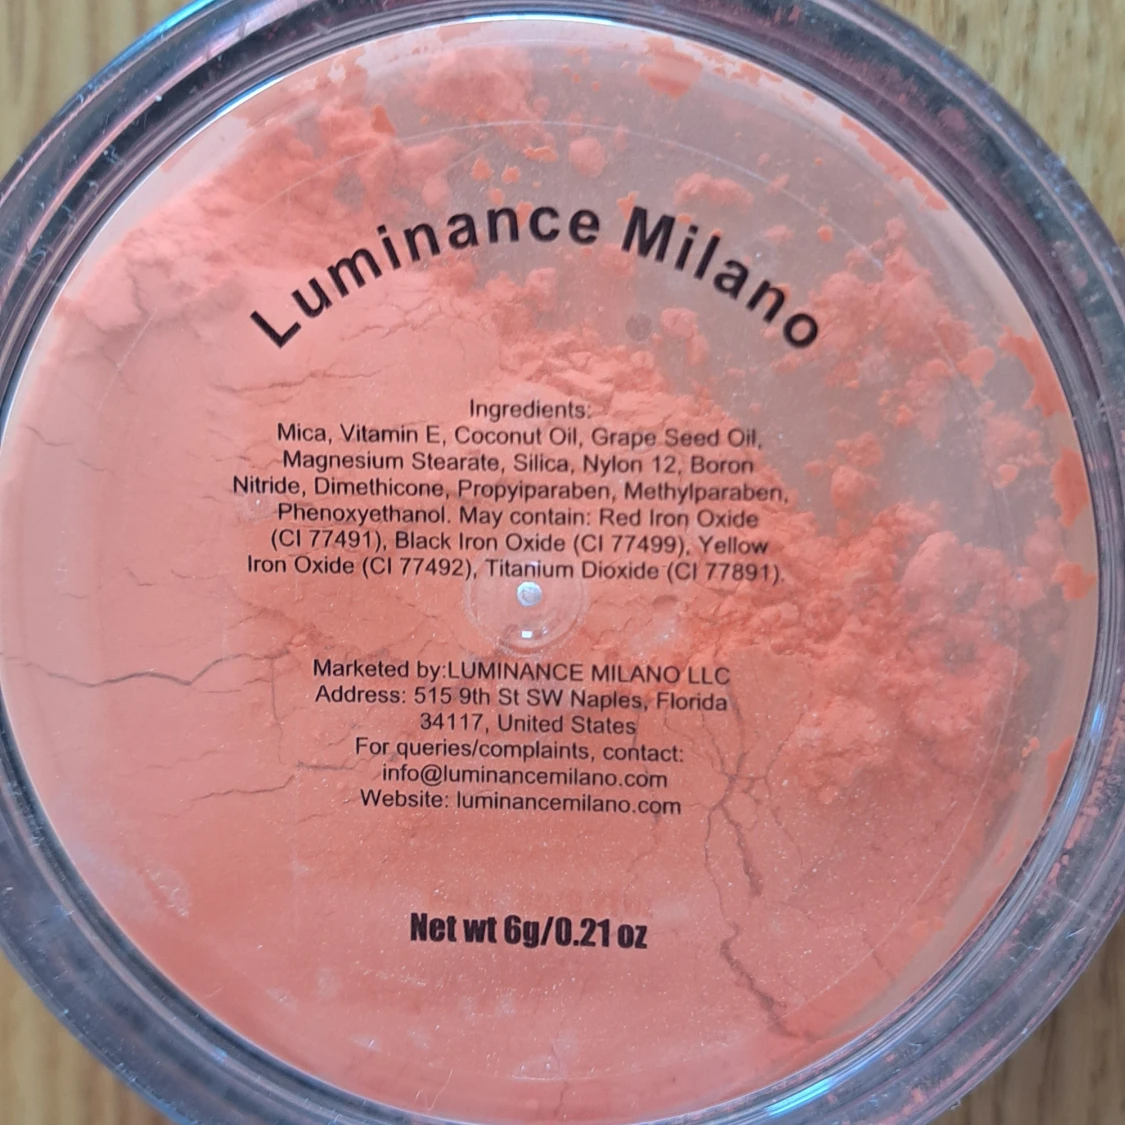 Luminance Milano
Ingredients:
Mica, Vitamin E, Coconut Oil, Grape Seed Oil,
Magnesium Stearate, Silica, Nylon 12, Boron
Nitride, Dimethicone, Propyiparaben, Methylparaben,
Phenoxyethanol. May contain: Red Iron Oxide
(CI 77491), Black Iron Oxide (CI 77499), Yellow
Iron Oxide (CI 77492), Titanium Dioxide (CI 77891).
Marketed by:LUMINANCE MILANO LLC
Address: 515 9th St SW Naples, Florida
34117, United States
For queries/complaints, contact:
info@luminancemilano.com
Website: luminancemilano.com
Net wt 6g/0.21 oz